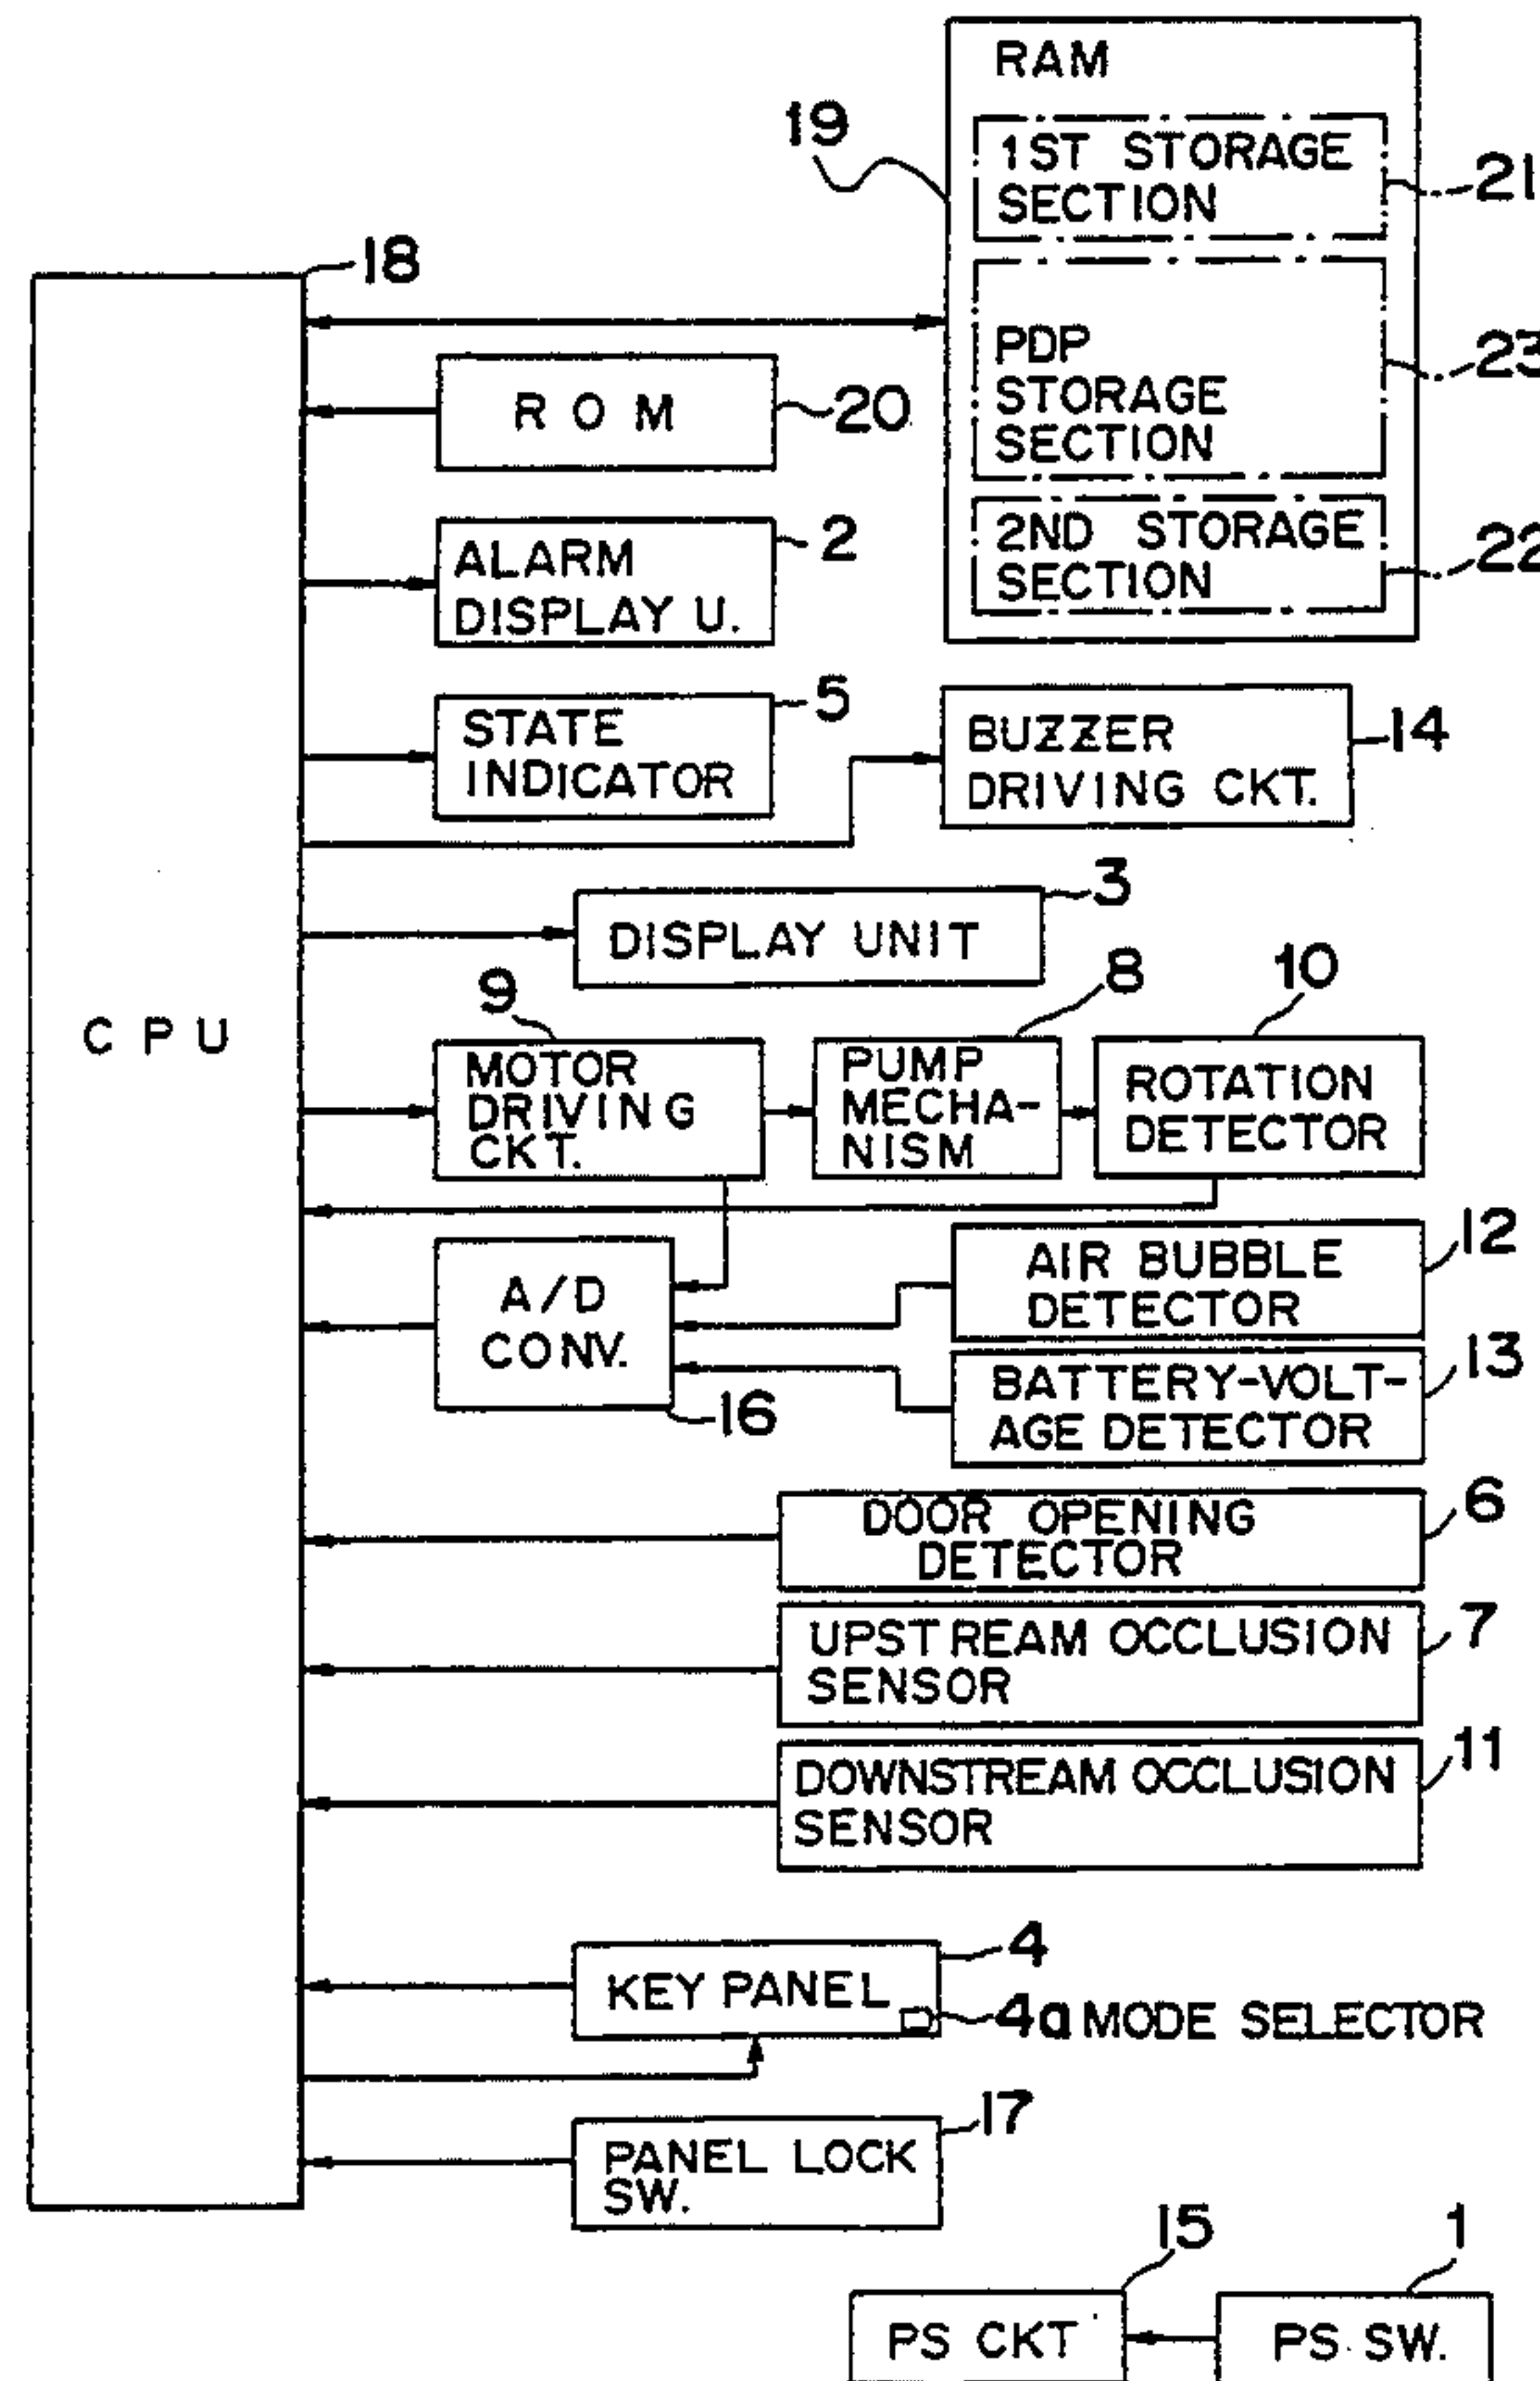 RAM
19
1ST STORAGE
SECTION
21
18
PDP
STORAGE
SECTION
23
ROM
20
2ND STORAGE
SECTION
22
ALARM
DISPLAY U.
2
STATE
INDICATOR
5
BUZZER
DRIVING CKT.
14
DISPLAY UNIT
3
CPU
9
MOTOR
DRIVING
CKT.
8
PUMP
MECHA-
NISM
10
ROTATION
DETECTOR
A/D
CONV.
16
AIR BUBBLE
DETECTOR
12
BATTERY-VOLT-
AGE DETECTOR
13
DOOR OPENING
DETECTOR
6
UPSTREAM OCCLUSION
SENSOR
7
DOWNSTREAM OCCLUSION
SENSOR
11
KEY PANEL
4
4a MODE SELECTOR
PANEL LOCK
SW.
17
15
PS CKT
1
PS SW.